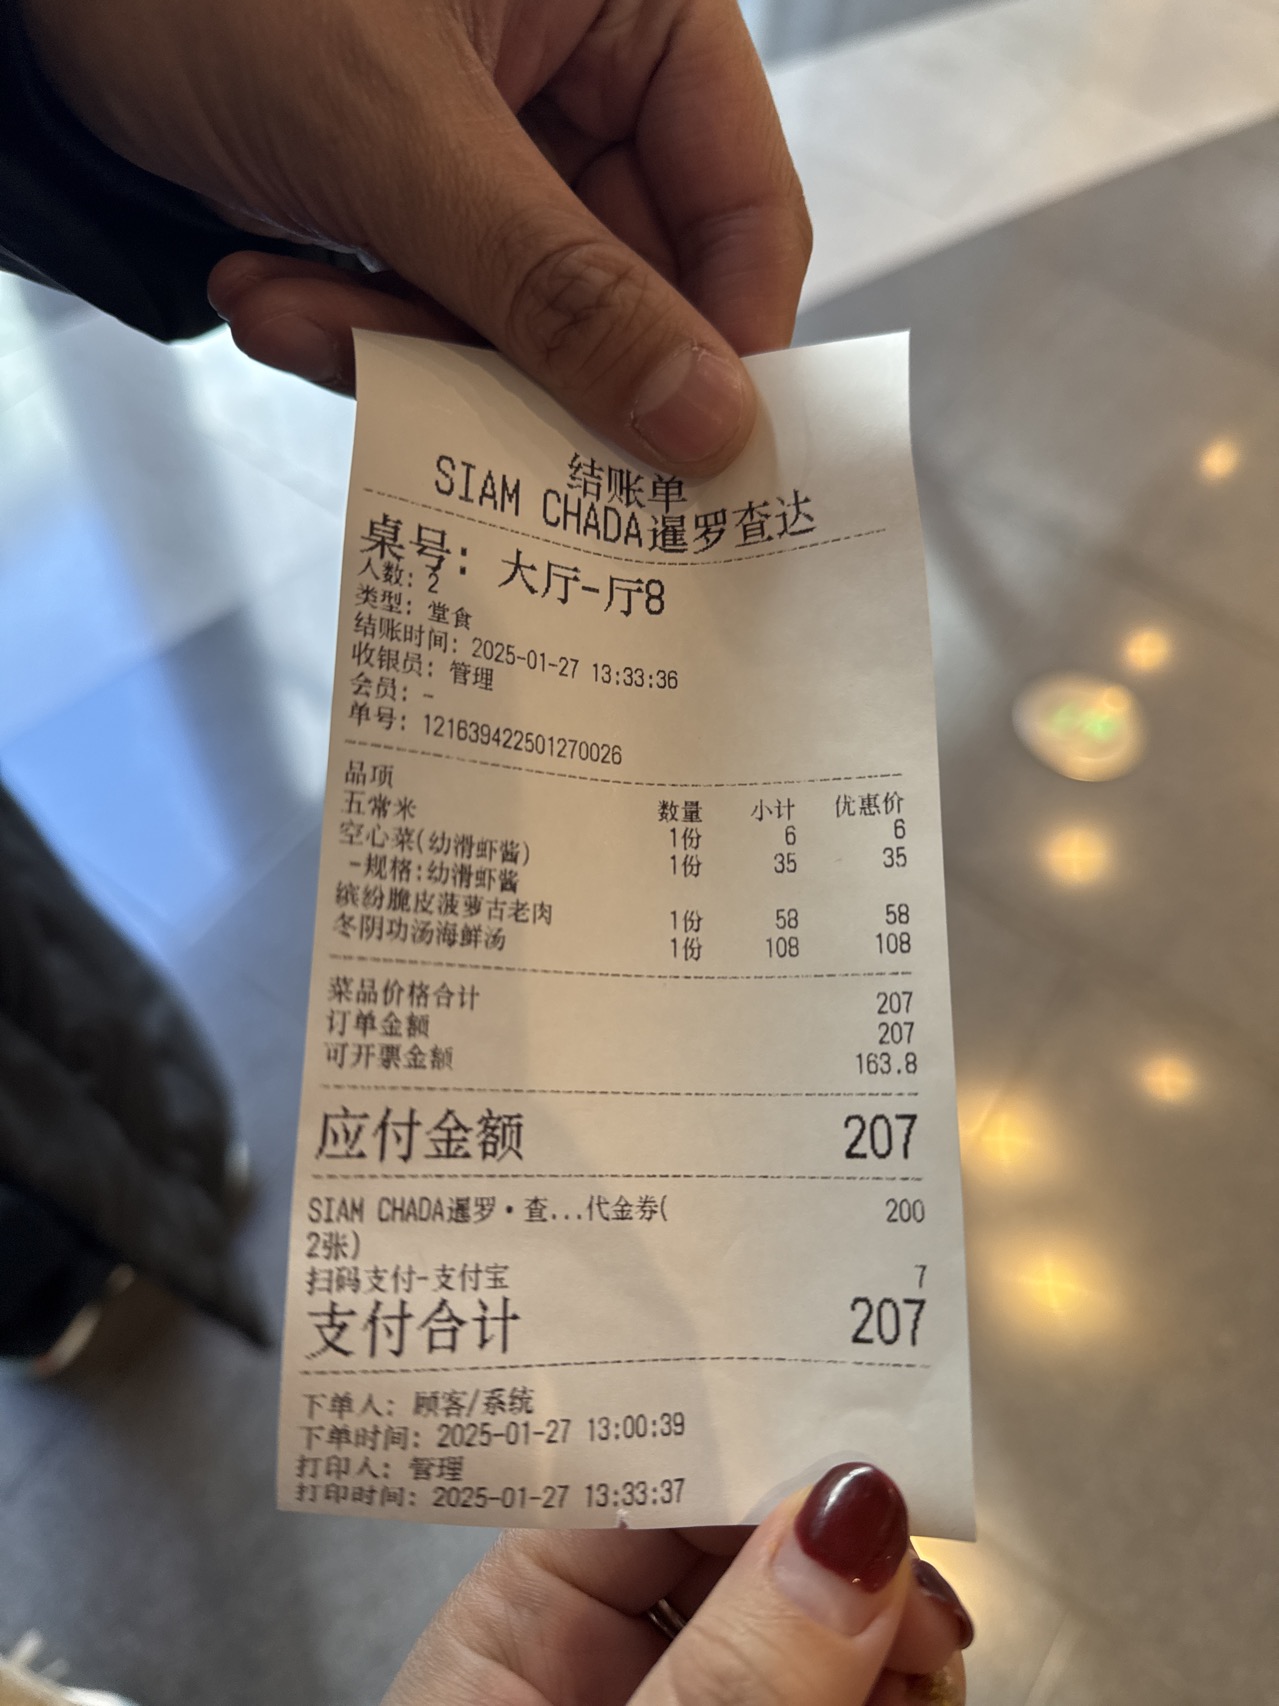 结账单
SIAM CHADA暹罗查达
桌号: 大厅-厅8
人数: 2
类型: 堂食
结账时间: 2025-01-27 13:33:36
收银员: 管理
会员: -
单号: 121639422501270026
品项 数量 小计 优惠价
五常米 1份 6 6
空心菜(幼滑虾酱) 1份 35 35
-规格:幼滑虾酱
缤纷脆皮菠萝古老肉 1份 58 58
冬阴功汤海鲜汤 1份 108 108
菜品价格合计 207
订单金额 207
可开票金额 163.8
应付金额 207
SIAM CHADA暹罗·查...代金券( 200
2张)
扫码支付-支付宝 7
支付合计 207
下单人: 顾客/系统
下单时间: 2025-01-27 13:00:39
打印人: 管理
打印时间: 2025-01-27 13:33:37